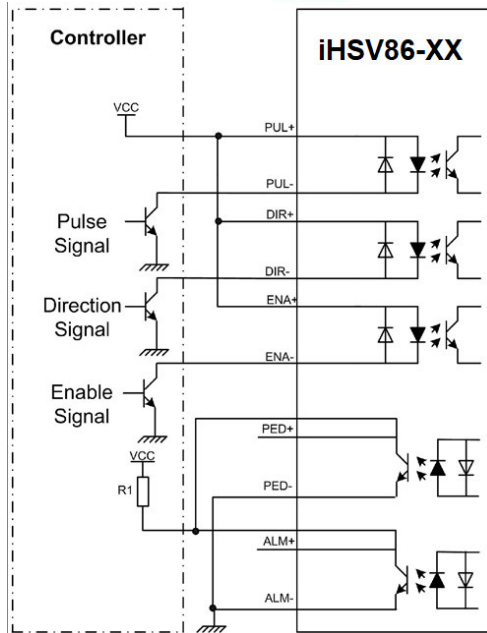 Controller
iHSV86-XX
VCC
PUL+
PUL-
Pulse
Signal
DIR+
DIR-
Direction
Signal
ENA+
ENA-
Enable
Signal
PED+
VCC
R1
PED-
ALM+
ALM-